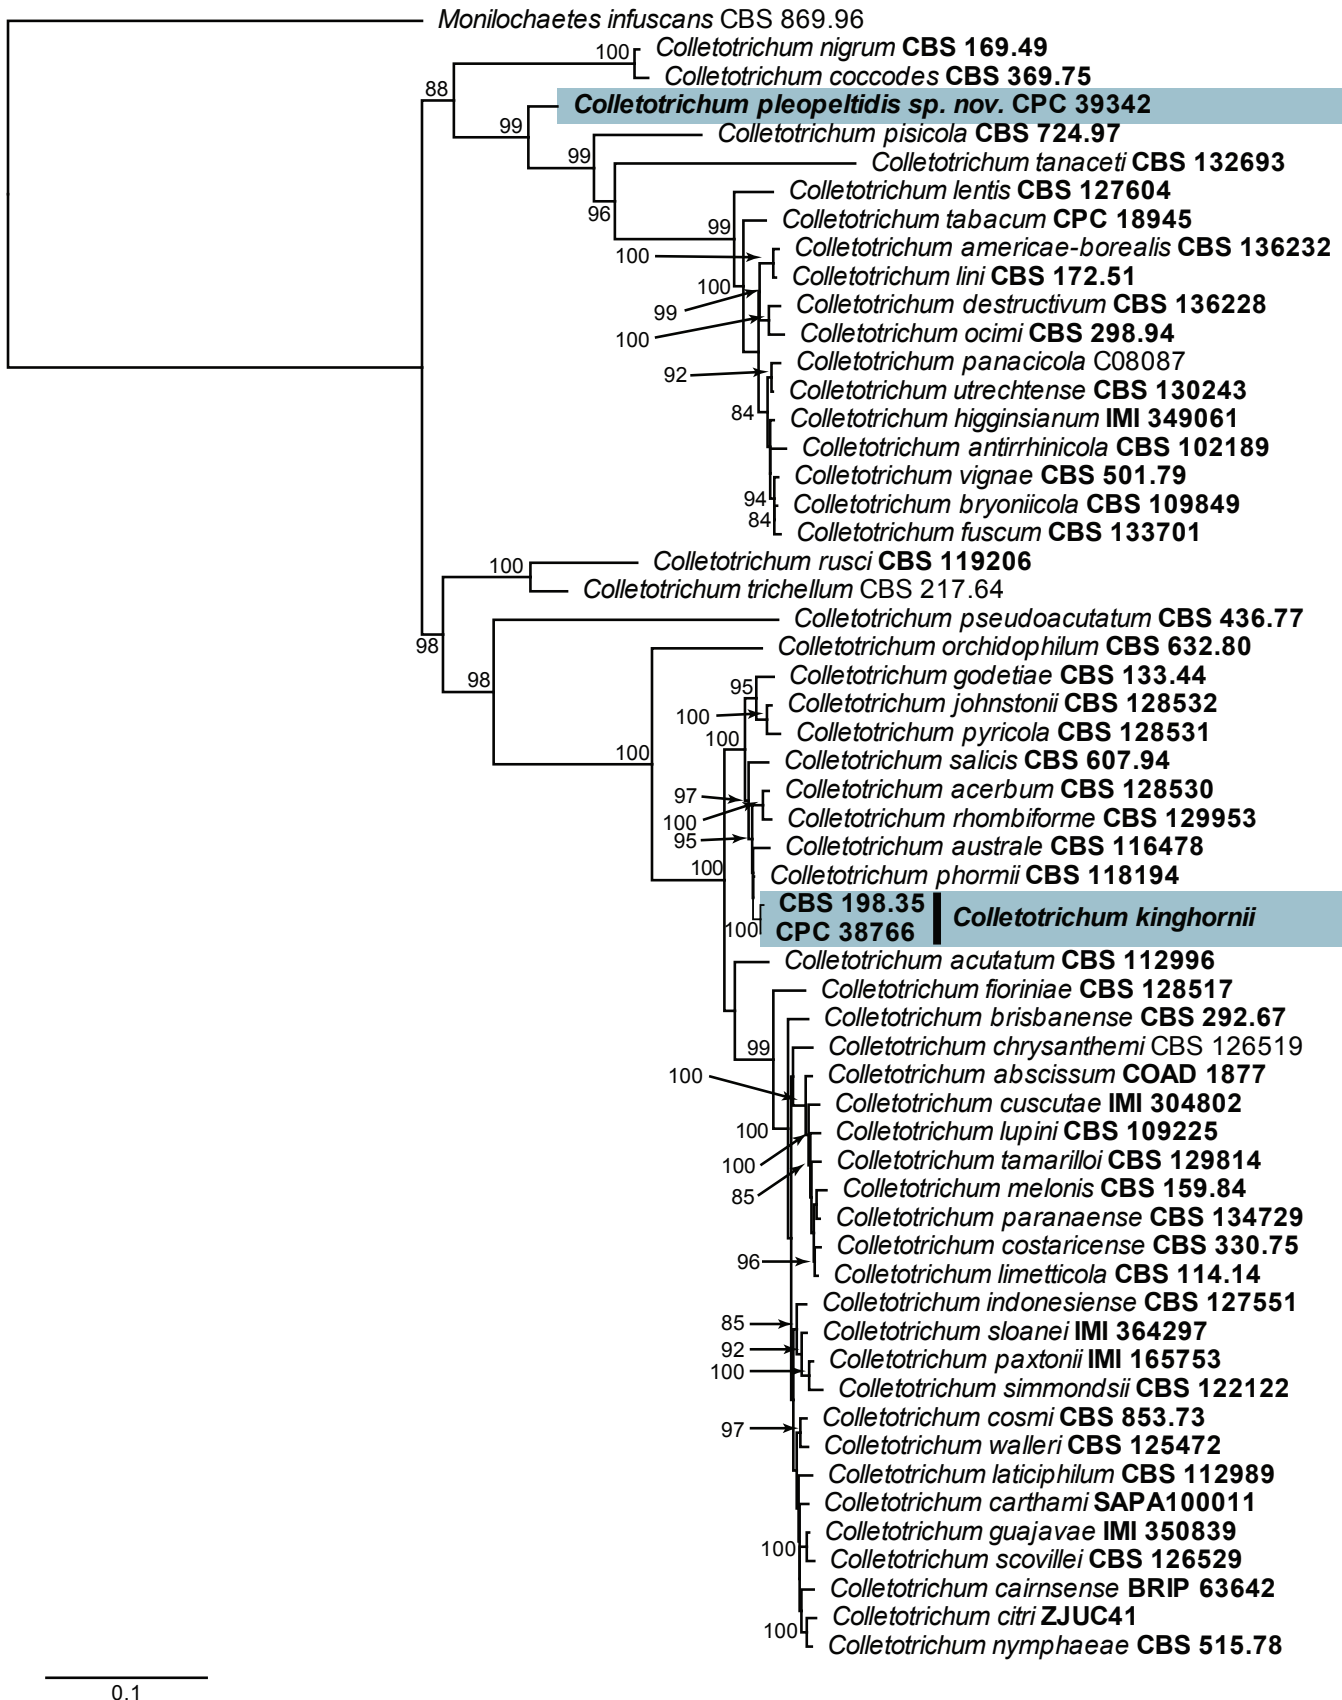 Monilochaetes infuscans CBS 869.96
100
Colletotrichum nigrum CBS 169.49
Colletotrichum coccodes CBS 369.75
88
Colletotrichum pleopeltidis sp. nov. CPC 39342
99
Colletotrichum pisicola CBS 724.97
99
Colletotrichum tanaceti CBS 132693
Colletotrichum lentis CBS 127604
96
Colletotrichum tabacum CPC 18945
99
Colletotrichum americae-borealis CBS 136232
100
Colletotrichum lini CBS 172.51
100
Colletotrichum destructivum CBS 136228
99
Colletotrichum ocimi CBS 298.94
100
Colletotrichum panacicola C08087
92
Colletotrichum utrechtense CBS 130243
84
Colletotrichum higginsianum IMI 349061
Colletotrichum antirrhinicola CBS 102189
Colletotrichum vignae CBS 501.79
94
Colletotrichum bryoniicola CBS 109849
84
Colletotrichum fuscum CBS 133701
100
Colletotrichum rusci CBS 119206
Colletotrichum trichellum CBS 217.64
Colletotrichum pseudoacutatum CBS 436.77
98
Colletotrichum orchidophilum CBS 632.80
98
Colletotrichum godetiae CBS 133.44
95
Colletotrichum johnstonii CBS 128532
100
Colletotrichum pyricola CBS 128531
100
100
Colletotrichum salicis CBS 607.94
97
Colletotrichum acerbum CBS 128530
100
Colletotrichum rhombiforme CBS 129953
95
Colletotrichum australe CBS 116478
100
Colletotrichum phormii CBS 118194
CBS 198.35
CPC 38766
Colletotrichum kinghornii
100
Colletotrichum acutatum CBS 112996
Colletotrichum fioriniae CBS 128517
Colletotrichum brisbanense CBS 292.67
99
Colletotrichum chrysanthemi CBS 126519
100
Colletotrichum abscissum COAD 1877
Colletotrichum cuscutae IMI 304802
100
Colletotrichum lupini CBS 109225
100
Colletotrichum tamarilloi CBS 129814
85
Colletotrichum melonis CBS 159.84
Colletotrichum paranaense CBS 134729
Colletotrichum costaricense CBS 330.75
96
Colletotrichum limetticola CBS 114.14
Colletotrichum indonesiense CBS 127551
85
Colletotrichum sloanei IMI 364297
92
Colletotrichum paxtonii IMI 165753
100
Colletotrichum simmondsii CBS 122122
Colletotrichum cosmi CBS 853.73
97
Colletotrichum walleri CBS 125472
Colletotrichum laticiphilum CBS 112989
Colletotrichum carthami SAPA100011
Colletotrichum guajavae IMI 350839
100
Colletotrichum scovillei CBS 126529
Colletotrichum cairnsense BRIP 63642
Colletotrichum citri ZJUC41
100
Colletotrichum nymphaeae CBS 515.78
0.1